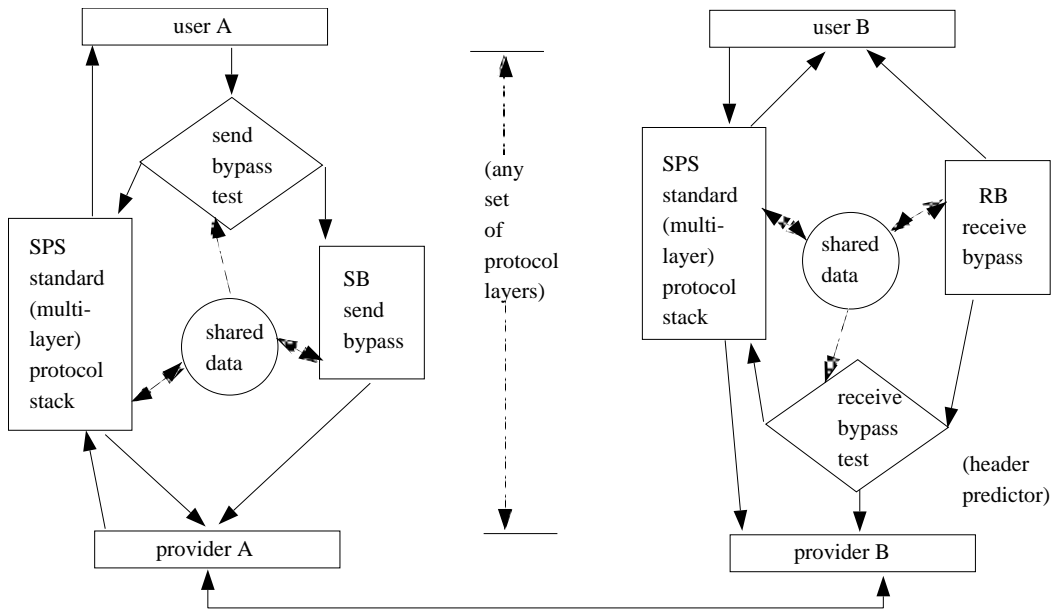 user A
send
bypass
test
SPS
standard
(multi-
layer)
protocol
stack
shared
data
SB
send
bypass
provider A
(any
set
of
protocol
layers)
user B
SPS
standard
(multi-
layer)
protocol
stack
shared
data
RB
receive
bypass
receive
bypass
test
(header
predictor)
provider B